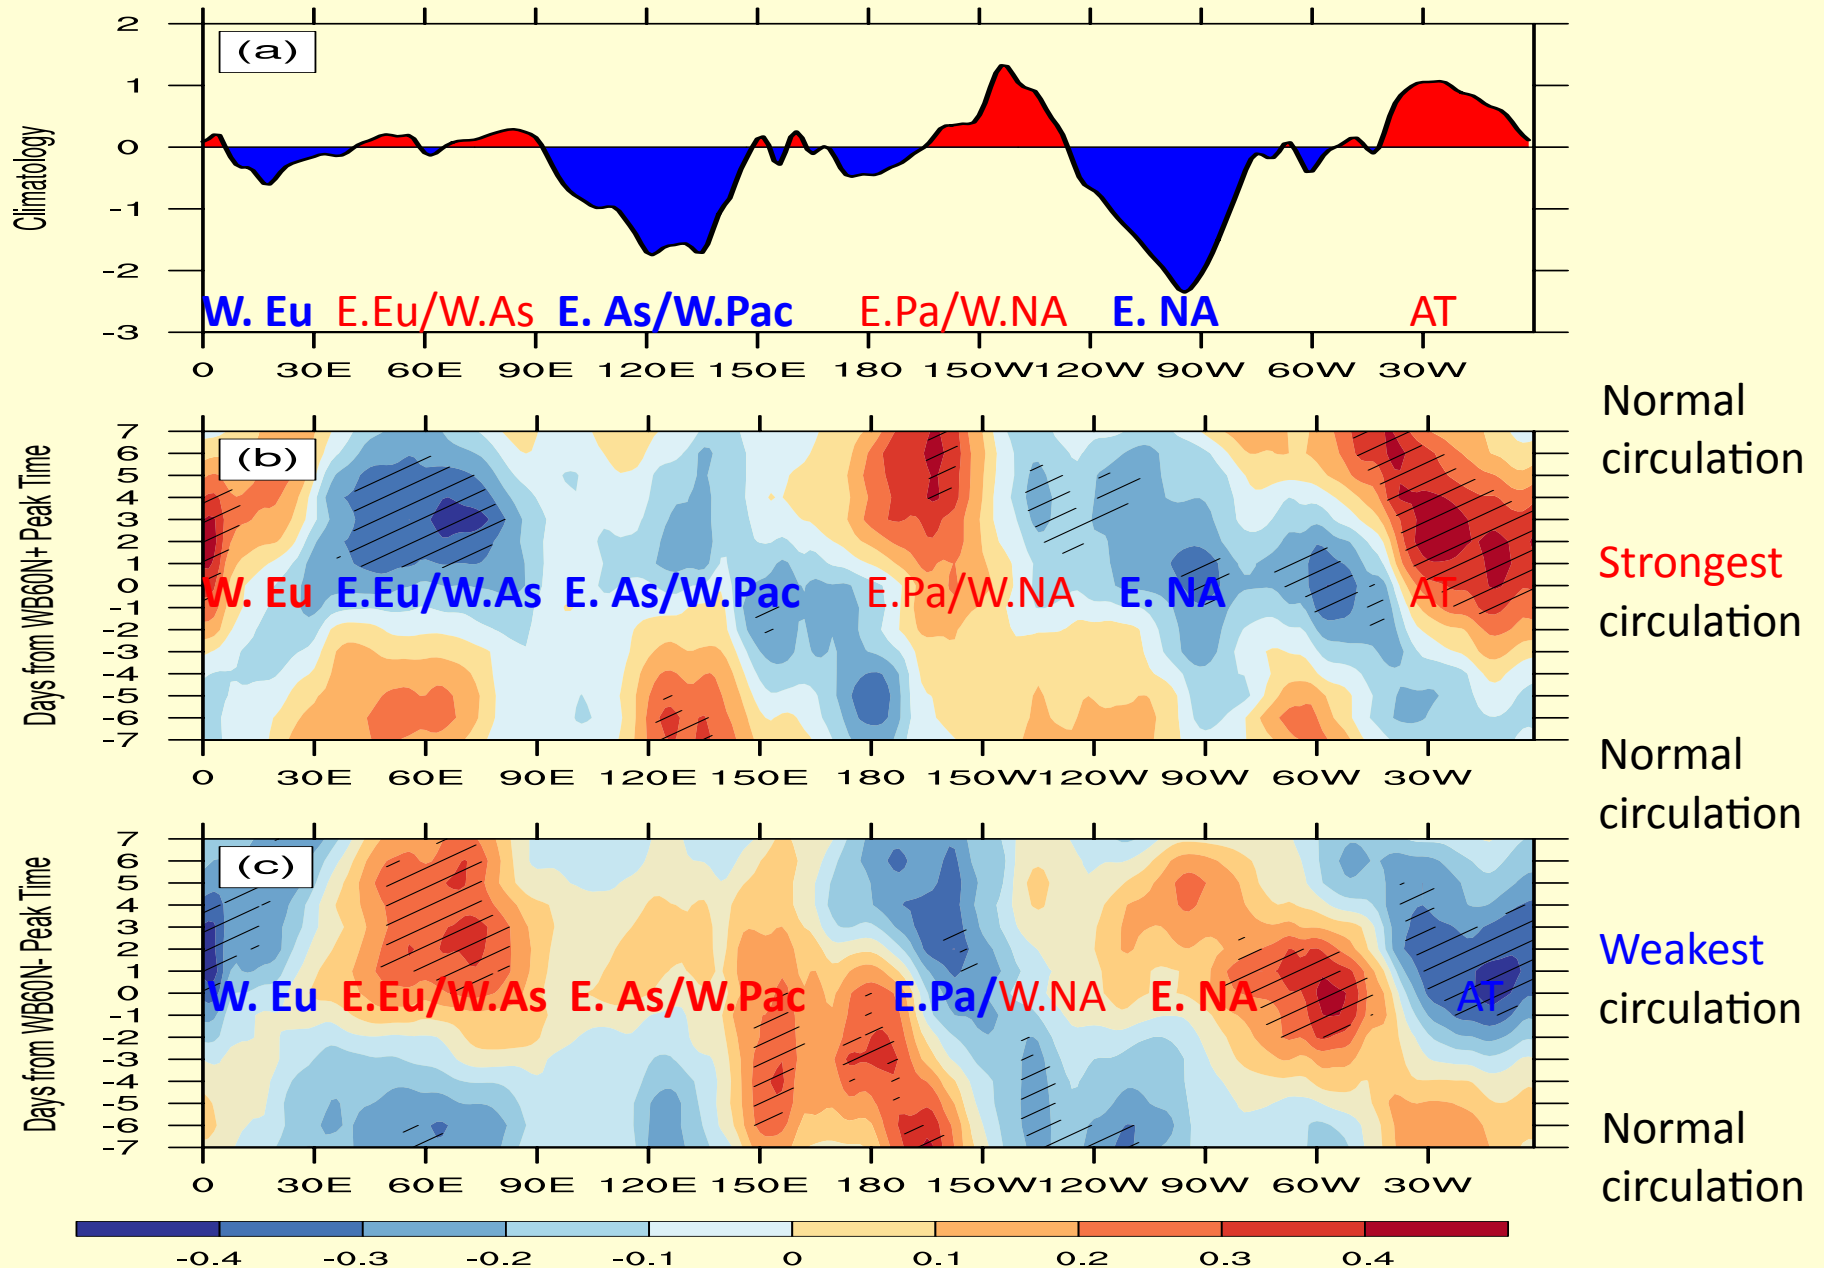 2
1
0
-1
-2
-3
Climatology
(a)
W. Eu E.Eu/W.As E. As/W.Pac E.Pa/W.NA E. NA AT
0 30E 60E 90E 120E 150E 180 150W 120W 90W 60W 30W
Normal
circulation
Strongest
circulation
Normal
circulation
7
6
5
4
3
2
1
0
-1
-2
-3
-4
-5
-6
-7
Days from WB60N+ Peak Time
(b)
W. Eu E.Eu/W.As E. As/W.Pac E.Pa/W.NA E. NA AT
0 30E 60E 90E 120E 150E 180 150W 120W 90W 60W 30W
7
6
5
4
3
2
1
0
-1
-2
-3
-4
-5
-6
-7
Days from WB60N- Peak Time
(c)
W. Eu E.Eu/W.As E. As/W.Pac E.Pa/W.NA E. NA AT
Weakest
circulation
Normal
circulation
0 30E 60E 90E 120E 150E 180 150W 120W 90W 60W 30W
-0.4 -0.3 -0.2 -0.1 0 0.1 0.2 0.3 0.4